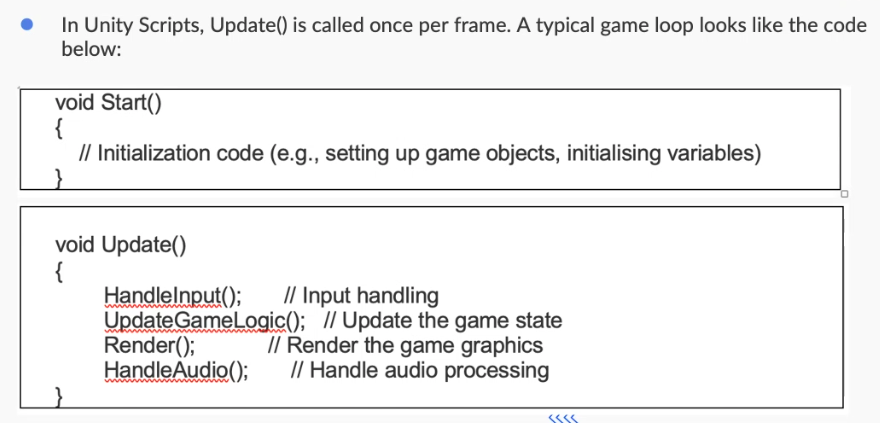 In Unity Scripts, Update() is called once per frame. A typical game loop looks like the code
below:
void Start()
{
// Initialization code (e.g., setting up game objects, initialising variables)
}
void Update()
{
HandleInput(); // Input handling
UpdateGameLogic(); // Update the game state
Render(); // Render the game graphics
HandleAudio(); // Handle audio processing
}